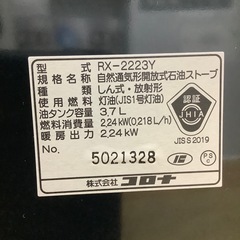 型 式 RX-2223Y
規格名称 自然通気形開放式石油ストーブ
種 類 しん式・放射形
使用燃料 灯油(JIS1号灯油)
油タンク容量 3.7L
燃料消費量 2.24kW(0.218L/h)
暖房出力 2.24kW
No. 5021328
株式会社コロナ
認証
JHIA
JIS S 2019
PS
C